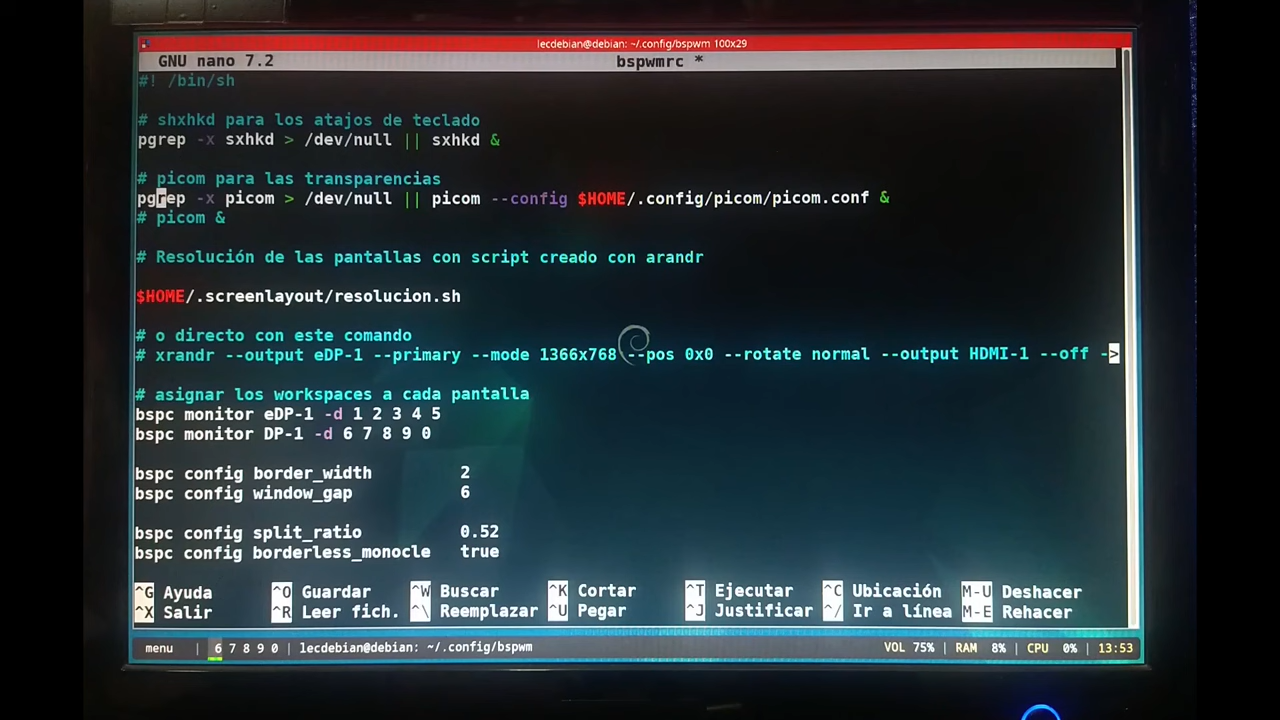 lecdebian@debian: ~/.config/bspwm 100x29
GNU nano 7.2 bspwmrc *
#! /bin/sh
# shxhkd para los atajos de teclado
pgrep -x sxhkd > /dev/null || sxhkd &
# picom para las transparencias
pgrep -x picom > /dev/null || picom --config $HOME/.config/picom/picom.conf &
# picom &
# Resolución de las pantallas con script creado con arandr
$HOME/.screenlayout/resolucion.sh
# o directo con este comando
# xrandr --output eDP-1 --primary --mode 1366x768 --pos 0x0 --rotate normal --output HDMI-1 --off ->
# asignar los workspaces a cada pantalla
bspc monitor eDP-1 -d 1 2 3 4 5
bspc monitor DP-1 -d 6 7 8 9 0
bspc config border_width 2
bspc config window_gap 6
bspc config split_ratio 0.52
bspc config borderless_monocle true
^G Ayuda ^O Guardar ^W Buscar ^K Cortar ^T Ejecutar ^C Ubicación M-U Deshacer
^X Salir ^R Leer fich. ^\ Reemplazar ^U Pegar ^J Justificar ^/ Ir a línea M-E Rehacer
menu | 6 7 8 9 0 | lecdebian@debian: ~/.config/bspwm VOL 75% | RAM 8% | CPU 0% | 13:53